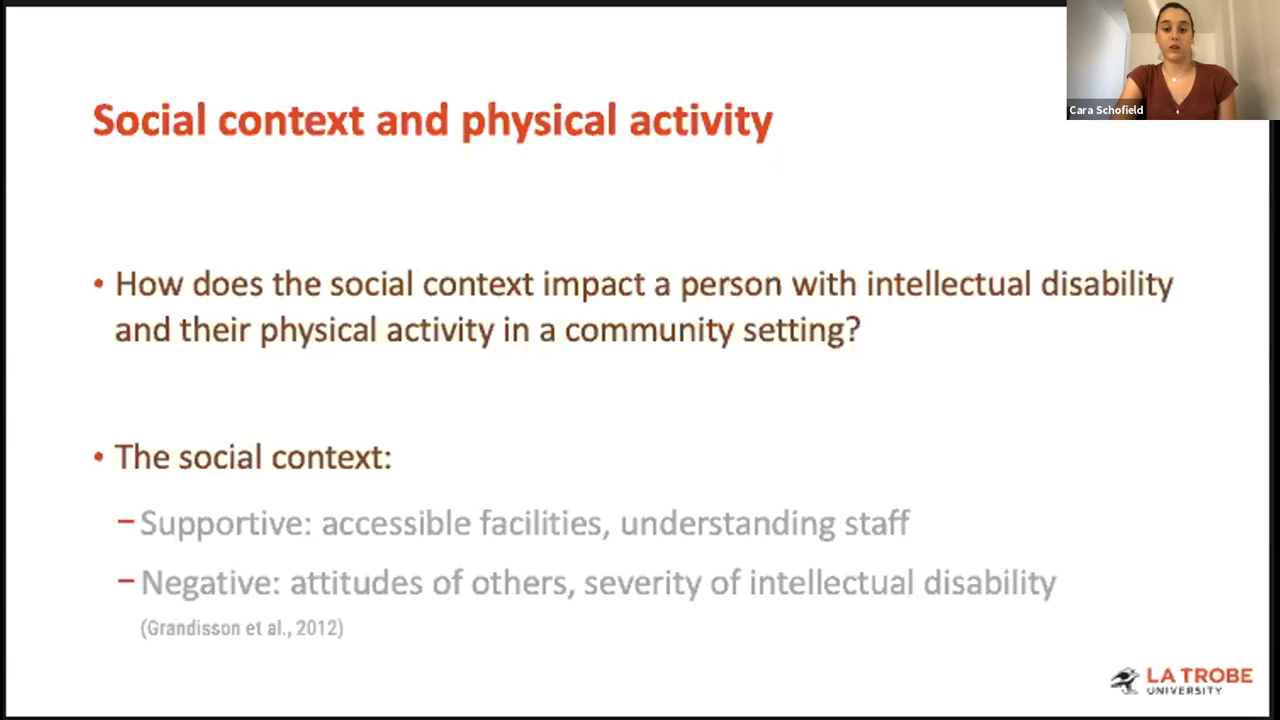 Social context and physical activity
Cara Schofield
• How does the social context impact a person with intellectual disability
and their physical activity in a community setting?
• The social context:
– Supportive: accessible facilities, understanding staff
– Negative: attitudes of others, severity of intellectual disability
(Grandisson et al., 2012)
LA TROBE
UNIVERSITY